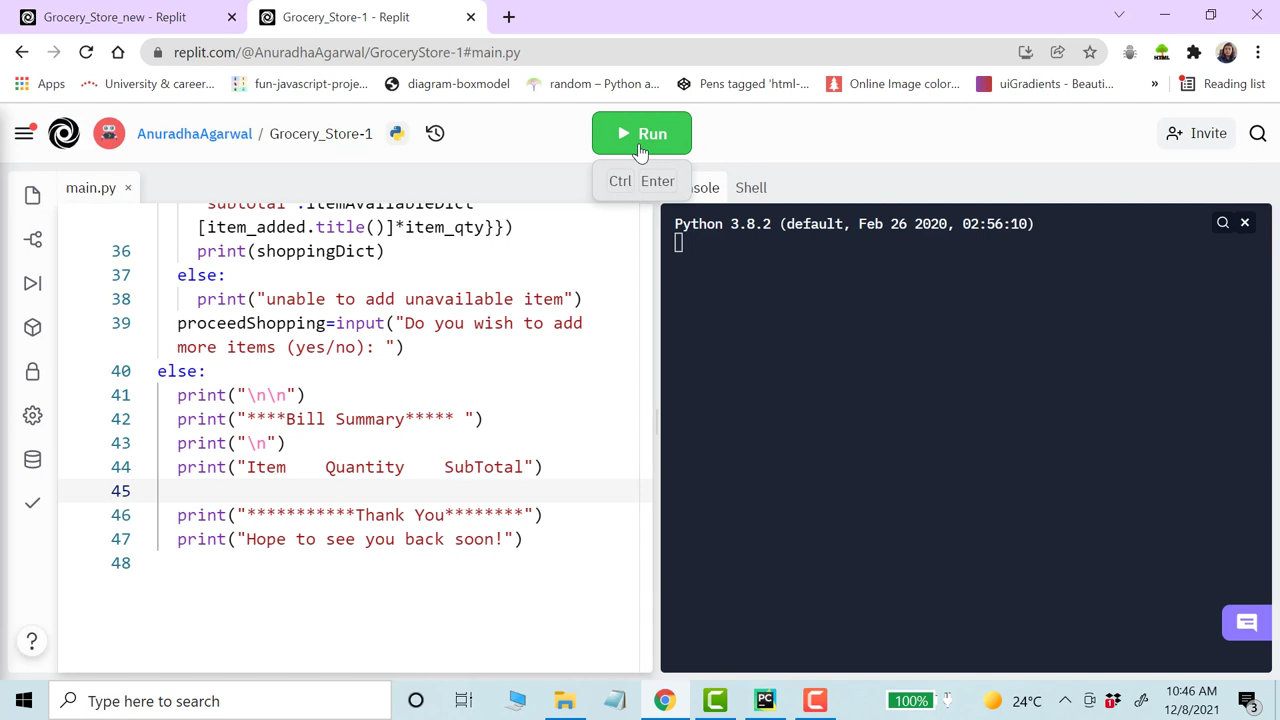 Grocery_Store_new - Replit
Grocery_Store-1 - Replit
replit.com/@AnuradhaAgarwal/GroceryStore-1#main.py
Apps
University & career...
fun-javascript-proje...
diagram-boxmodel
random – Python a...
Pens tagged 'html-...
Online Image color...
uiGradients - Beauti...
»
Reading list
AnuradhaAgarwal / Grocery_Store-1
Run
Invite
Ctrl Enter
main.py
Shell
"subtotal":itemAvailableDict
[item_added.title()]*item_qty}})
36 print(shoppingDict)
37 else:
38 print("unable to add unavailable item")
39 proceedShopping=input("Do you wish to add
more items (yes/no): ")
40 else:
41 print("\n\n")
42 print("****Bill Summary***** ")
43 print("\n")
44 print("Item    Quantity    SubTotal")
45
46 print("***********Thank You********")
47 print("Hope to see you back soon!")
48
Python 3.8.2 (default, Feb 26 2020, 02:56:10)
?
Type here to search
100%
24°C
10:46 AM
12/8/2021
3